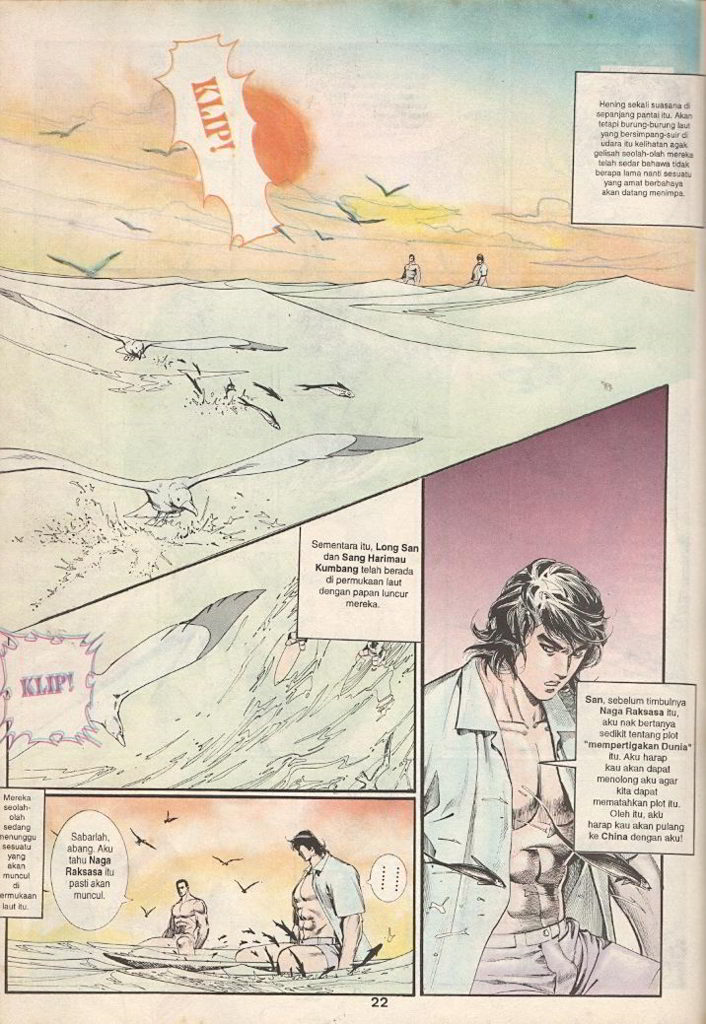 KLIP!
Hening sekali suasana di
sepanjang pantai itu. Akan
tetapi burung-burung laut
yang bersimpang-suir di
udara itu kelihatan agak
gelisah seolah-olah mereka
telah sedar bahawa tidak
berapa lama nanti sesuatu
yang amat berbahaya
akan datang menimpa.
Sementara itu, Long San
dan Sang Harimau
Kumbang telah berada
di permukaan laut
dengan papan luncur
mereka.
KLIP!
San, sebelum timbulnya
Naga Raksasa itu,
aku nak bertanya
sedikit tentang plot
"mempertigakan Dunia"
itu. Aku harap
kau akan dapat
menolong aku agar
kita dapat
mematahkan plot itu.
Oleh itu, aku
harap kau akan pulang
ke China dengan aku!
Mereka
seolah-
olah
sedang
menunggu
sesuatu
yang
akan
muncul
di
permukaan
laut itu.
Sabarlah,
abang. Aku
tahu Naga
Raksasa itu
pasti akan
muncul.
22